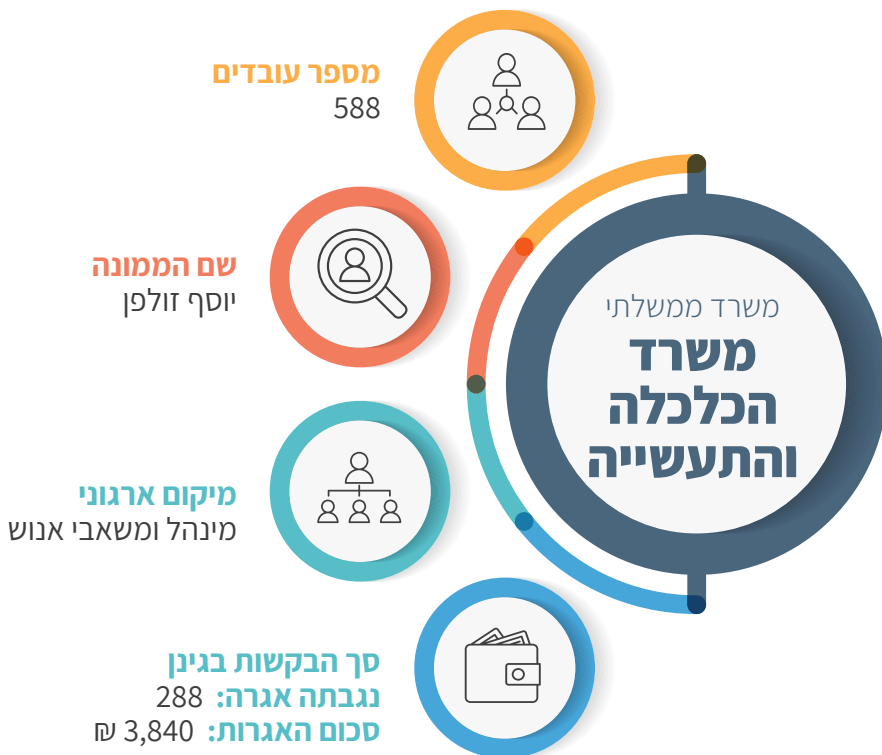 משרד ממשלתי
משרד
הכלכלה
והתעשייה
מספר עובדים
588
שם הממונה
יוסף זולפן
מיקום ארגוני
מינהל ומשאבי אנוש
סך הבקשות בגינן
נגבתה אגרה: 288
סכום האגרות: 3,840 ₪